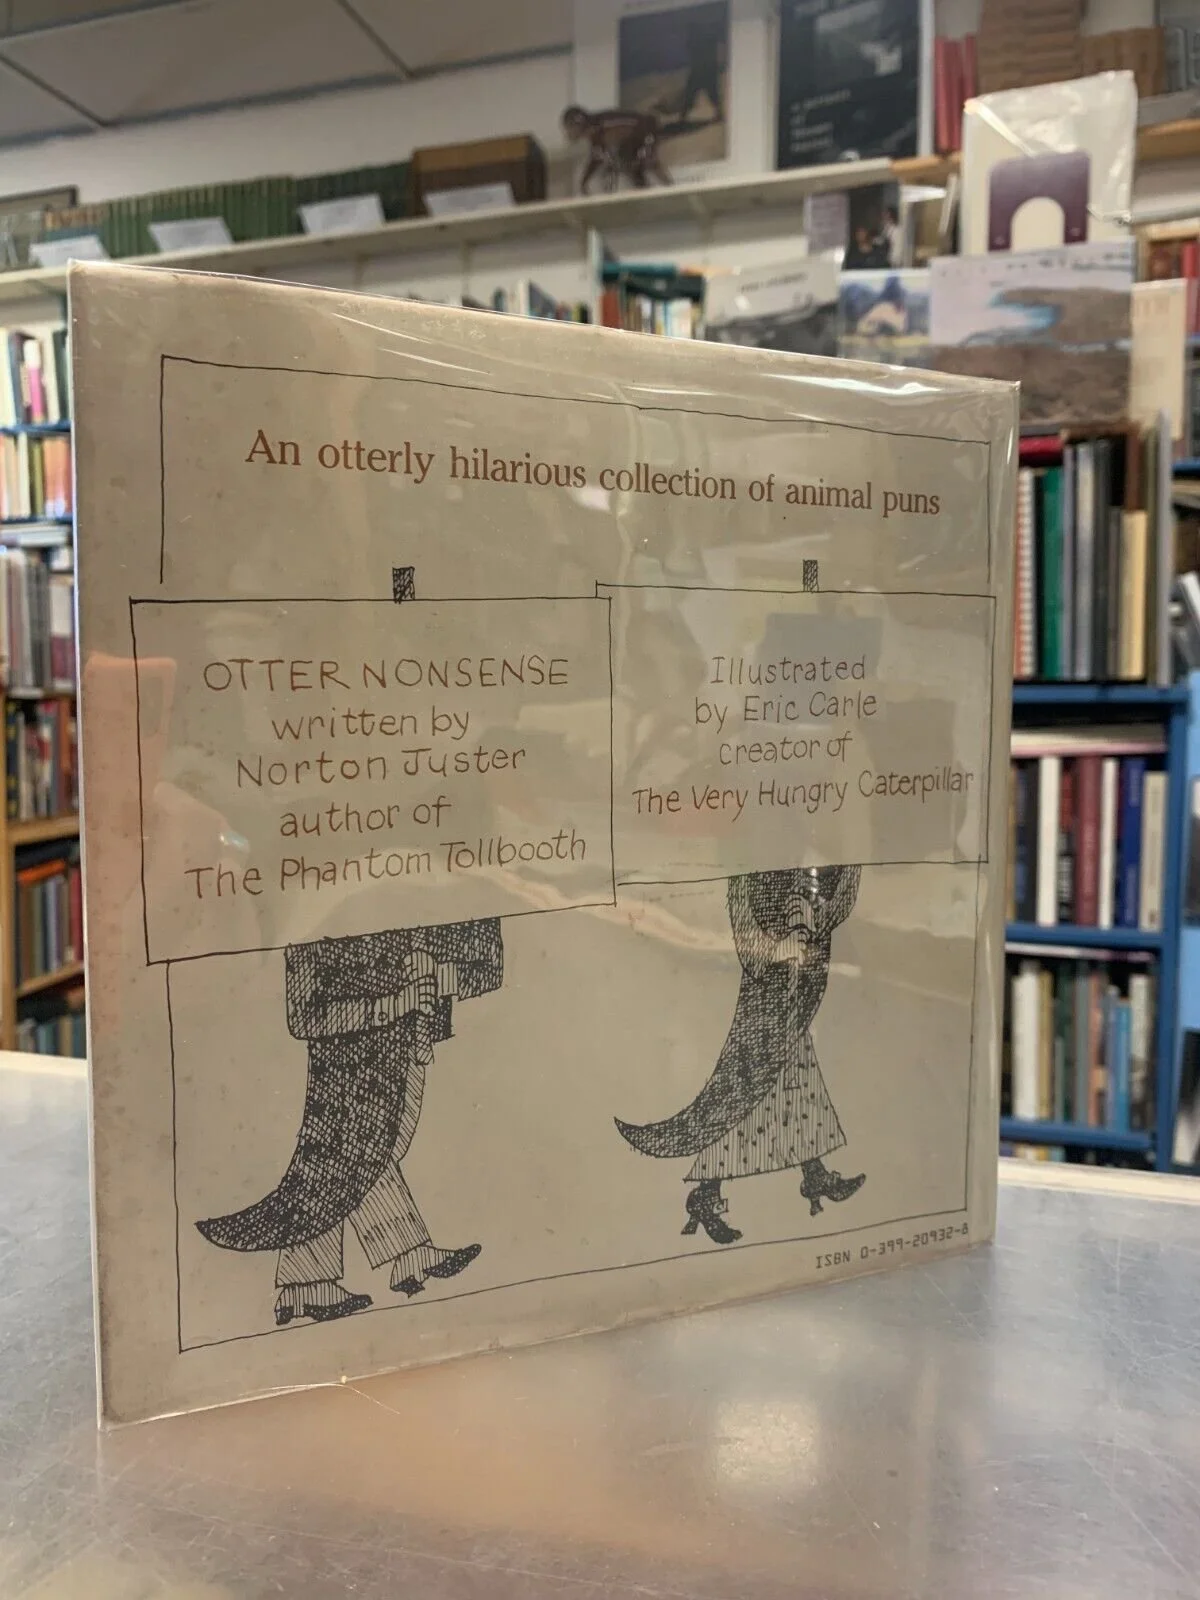 An otterly hilarious collection of animal puns
OTTER NONSENSE
written by
Norton Juster
author of
The Phantom Tollbooth
Illustrated
by Eric Carle
creator of
The Very Hungry Caterpillar
ISBN 0-399-20932-8